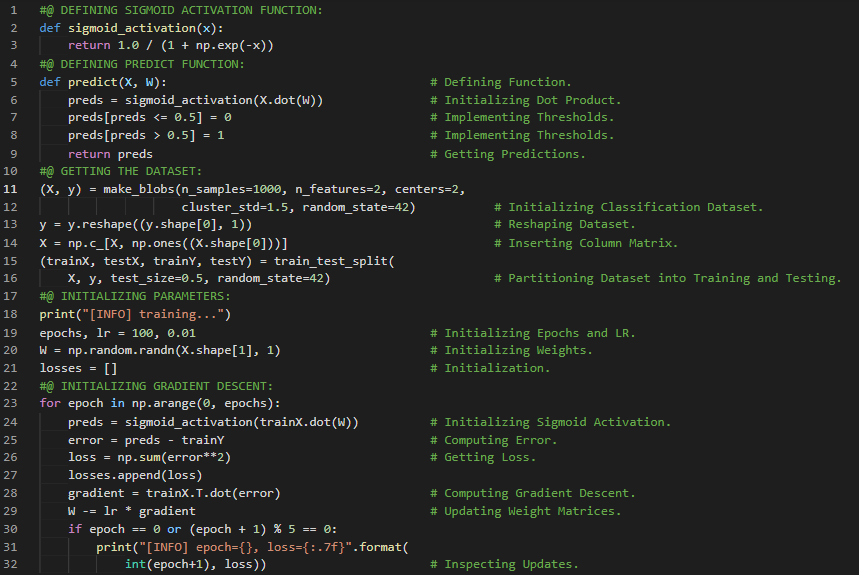 1 #@ DEFINING SIGMOID ACTIVATION FUNCTION:
2 def sigmoid_activation(x):
3     return 1.0 / (1 + np.exp(-x))
4 #@ DEFINING PREDICT FUNCTION:
5 def predict(X, W): # Defining Function.
6     preds = sigmoid_activation(X.dot(W)) # Initializing Dot Product.
7     preds[preds <= 0.5] = 0 # Implementing Thresholds.
8     preds[preds > 0.5] = 1 # Implementing Thresholds.
9     return preds # Getting Predictions.
10 #@ GETTING THE DATASET:
11 (X, y) = make_blobs(n_samples=1000, n_features=2, centers=2,
12                     cluster_std=1.5, random_state=42) # Initializing Classification Dataset.
13 y = y.reshape((y.shape[0], 1)) # Reshaping Dataset.
14 X = np.c_[X, np.ones((X.shape[0]))] # Inserting Column Matrix.
15 (trainX, testX, trainY, testY) = train_test_split(
16     X, y, test_size=0.5, random_state=42) # Partitioning Dataset into Training and Testing.
17 #@ INITIALIZING PARAMETERS:
18 print("[INFO] training...")
19 epochs, lr = 100, 0.01 # Initializing Epochs and LR.
20 W = np.random.randn(X.shape[1], 1) # Initializing Weights.
21 losses = [] # Initialization.
22 #@ INITIALIZING GRADIENT DESCENT:
23 for epoch in np.arange(0, epochs):
24     preds = sigmoid_activation(trainX.dot(W)) # Initializing Sigmoid Activation.
25     error = preds - trainY # Computing Error.
26     loss = np.sum(error**2) # Getting Loss.
27     losses.append(loss)
28     gradient = trainX.T.dot(error) # Computing Gradient Descent.
29     W -= lr * gradient # Updating Weight Matrices.
30     if epoch == 0 or (epoch + 1) % 5 == 0:
31         print("[INFO] epoch={}, loss={:.7f}".format(
32             int(epoch+1), loss)) # Inspecting Updates.